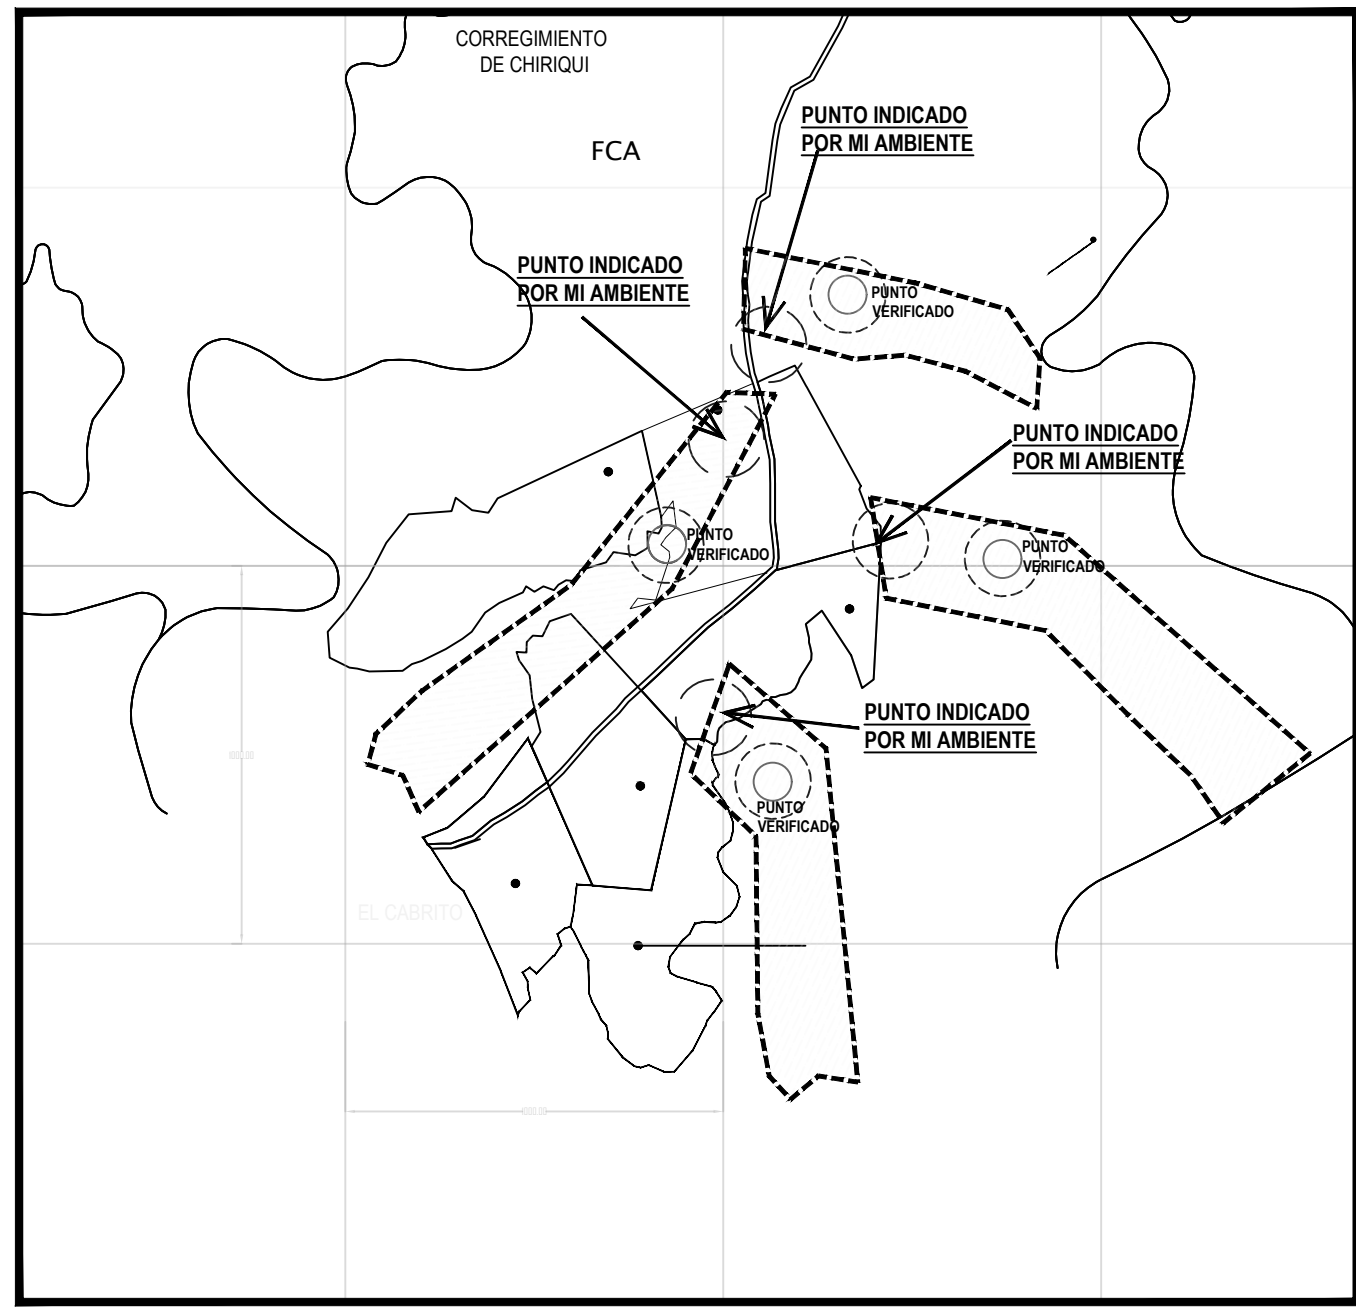 CORREGIMIENTO
DE CHIRIQUI
FCA
PUNTO INDICADO
POR MI AMBIENTE
PUNTO INDICADO
POR MI AMBIENTE
PUNTO
VERIFICADO
PUNTO INDICADO
POR MI AMBIENTE
PUNTO
VERIFICADO
PUNTO
VERIFICADO
PUNTO INDICADO
POR MI AMBIENTE
PUNTO
VERIFICADO
EL CABRITO